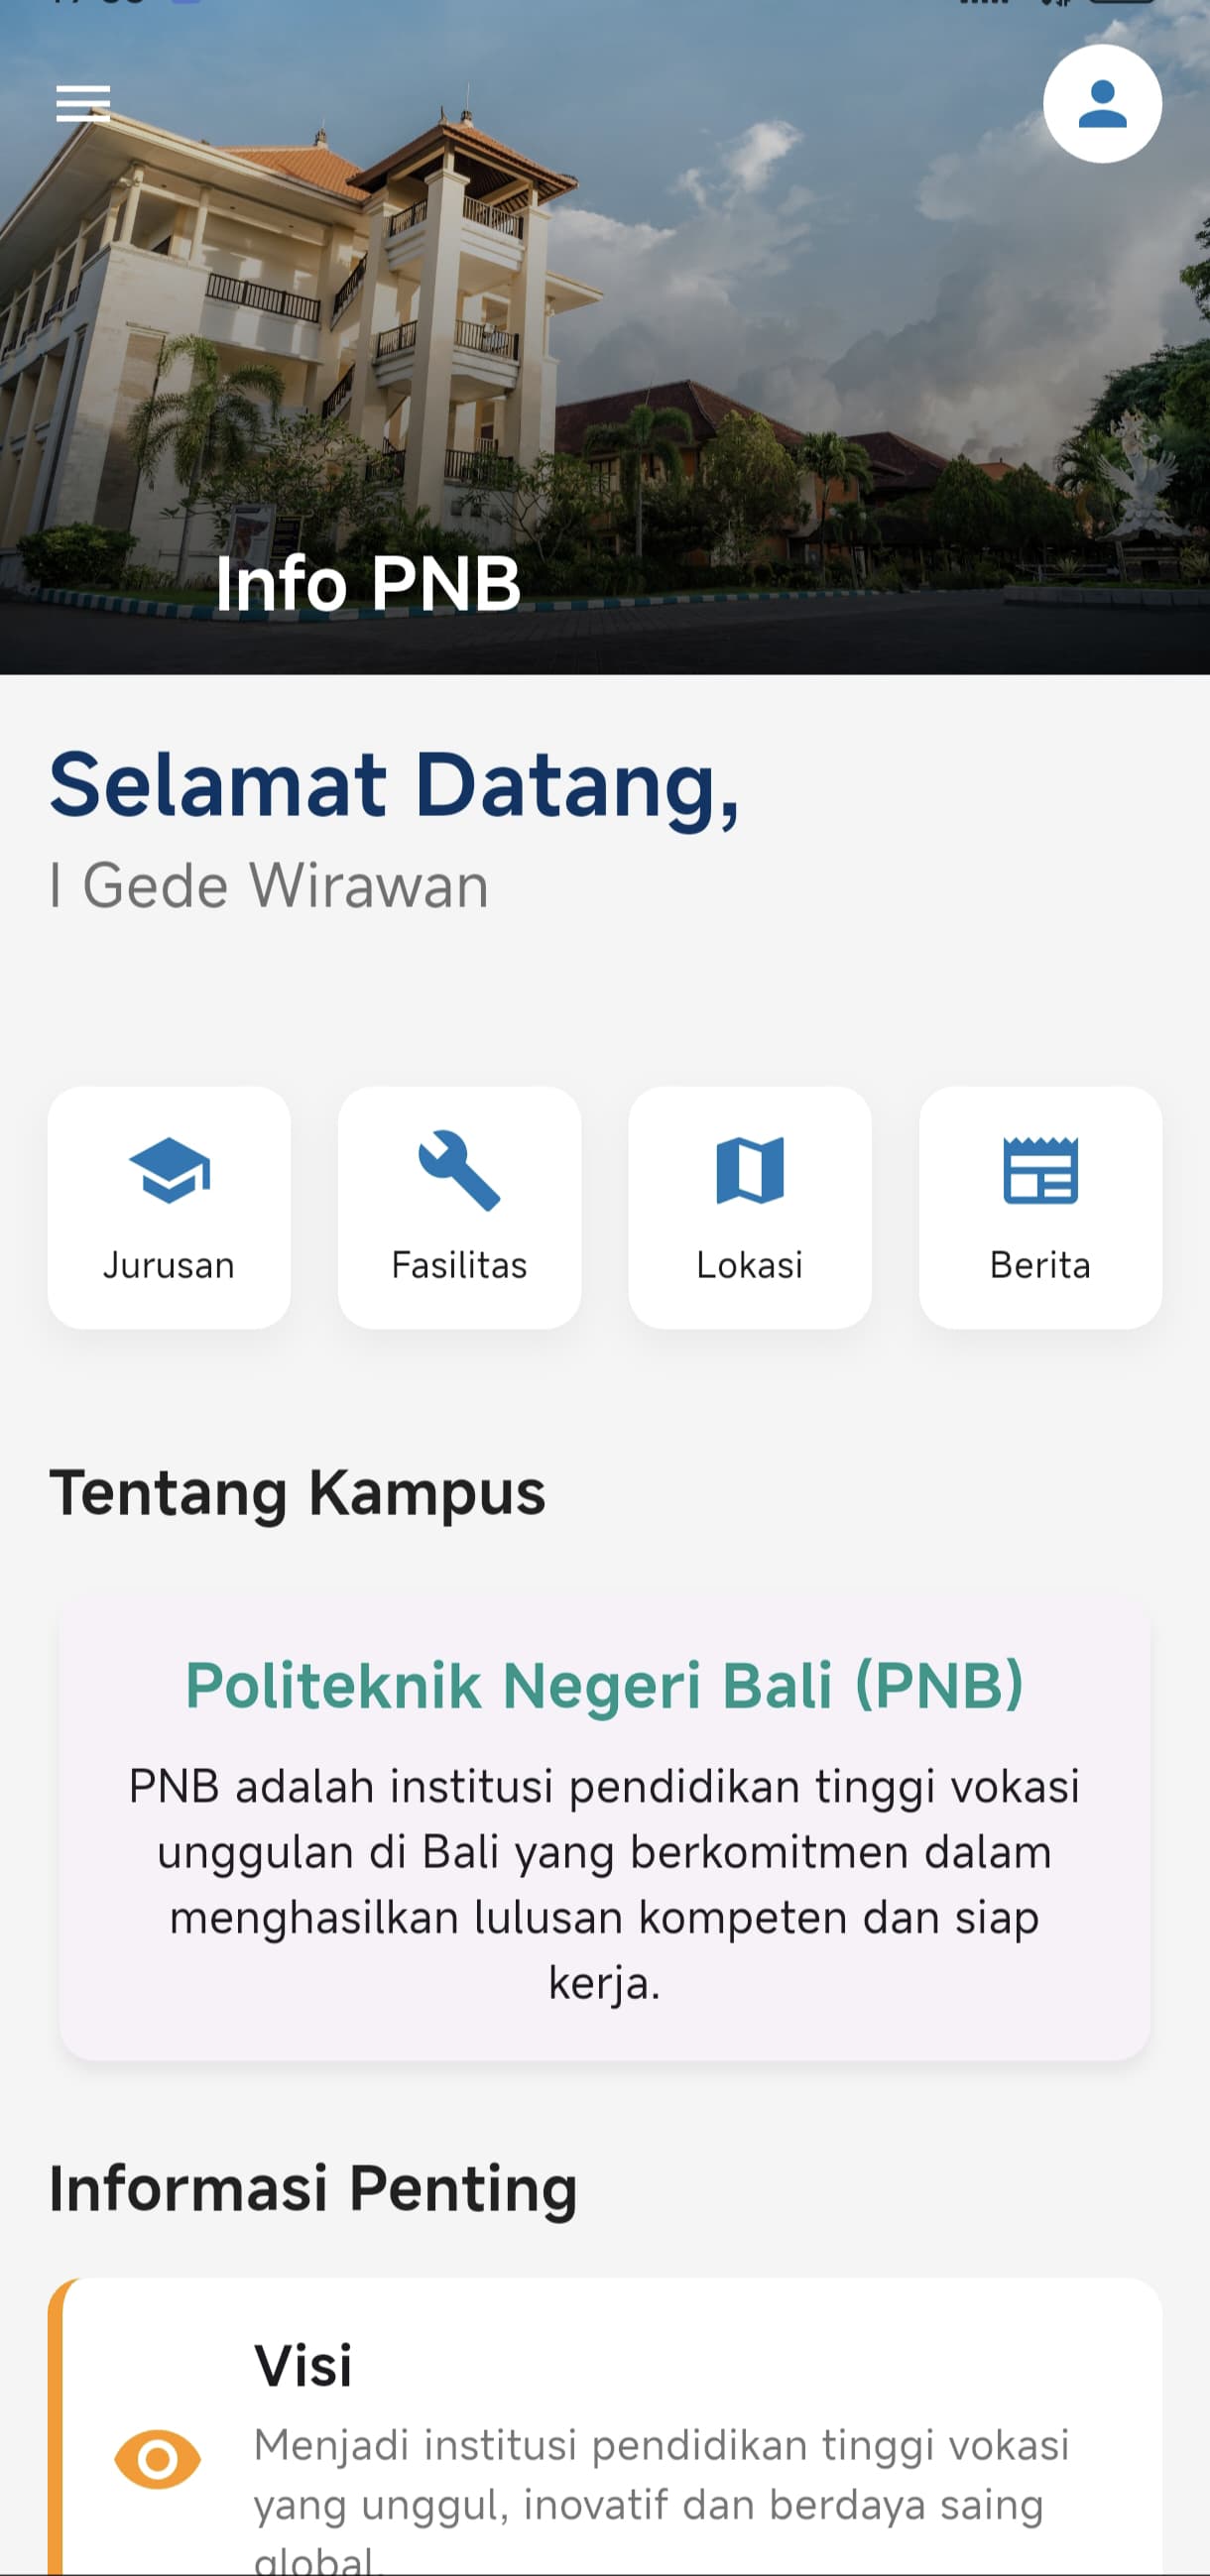 Info PNB
Selamat Datang,
I Gede Wirawan
Jurusan
Fasilitas
Lokasi
Berita
Tentang Kampus
Politeknik Negeri Bali (PNB)
PNB adalah institusi pendidikan tinggi vokasi
unggulan di Bali yang berkomitmen dalam
menghasilkan lulusan kompeten dan siap
kerja.
Informasi Penting
Visi
Menjadi institusi pendidikan tinggi vokasi
yang unggul, inovatif dan berdaya saing
global.